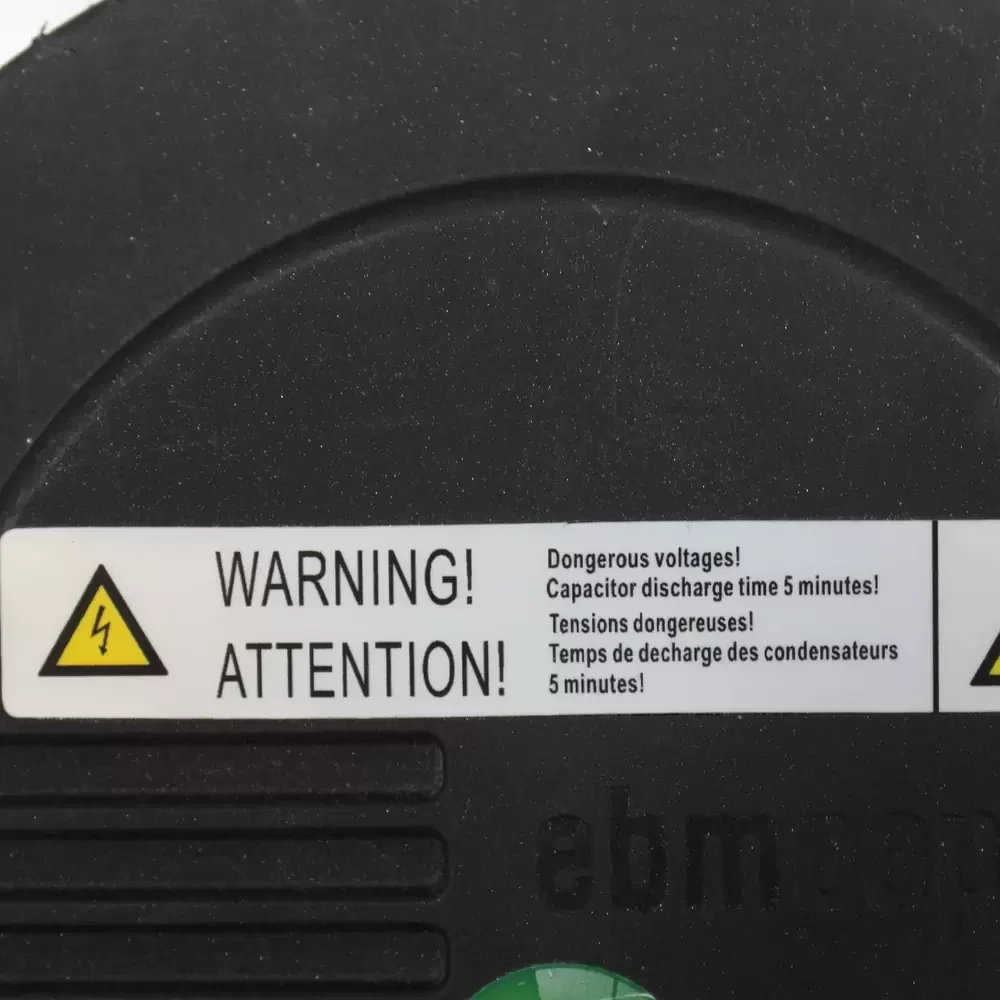 WARNING!
ATTENTION!
Dongerous voltages!
Capacitor discharge time 5 minutes!
Tensions dongereuses!
Temps de decharge des condensateurs
5 minutes!
ebm